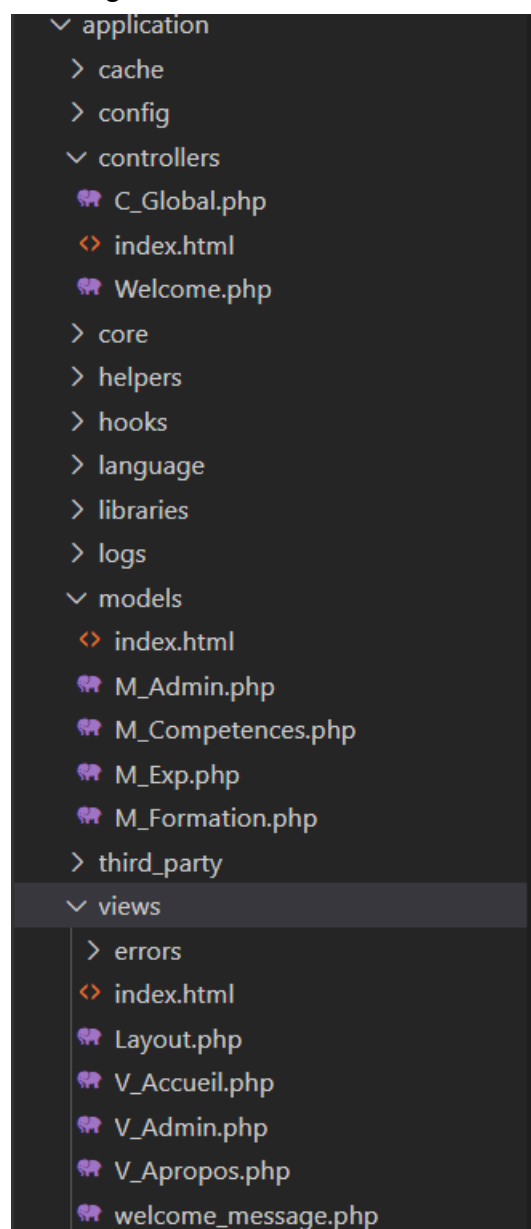 application
cache
config
controllers
C_Global.php
index.html
Welcome.php
core
helpers
hooks
language
libraries
logs
models
index.html
M_Admin.php
M_Competences.php
M_Exp.php
M_Formation.php
third_party
views
errors
index.html
Layout.php
V_Accueil.php
V_Admin.php
V_Apropos.php
welcome_message.php